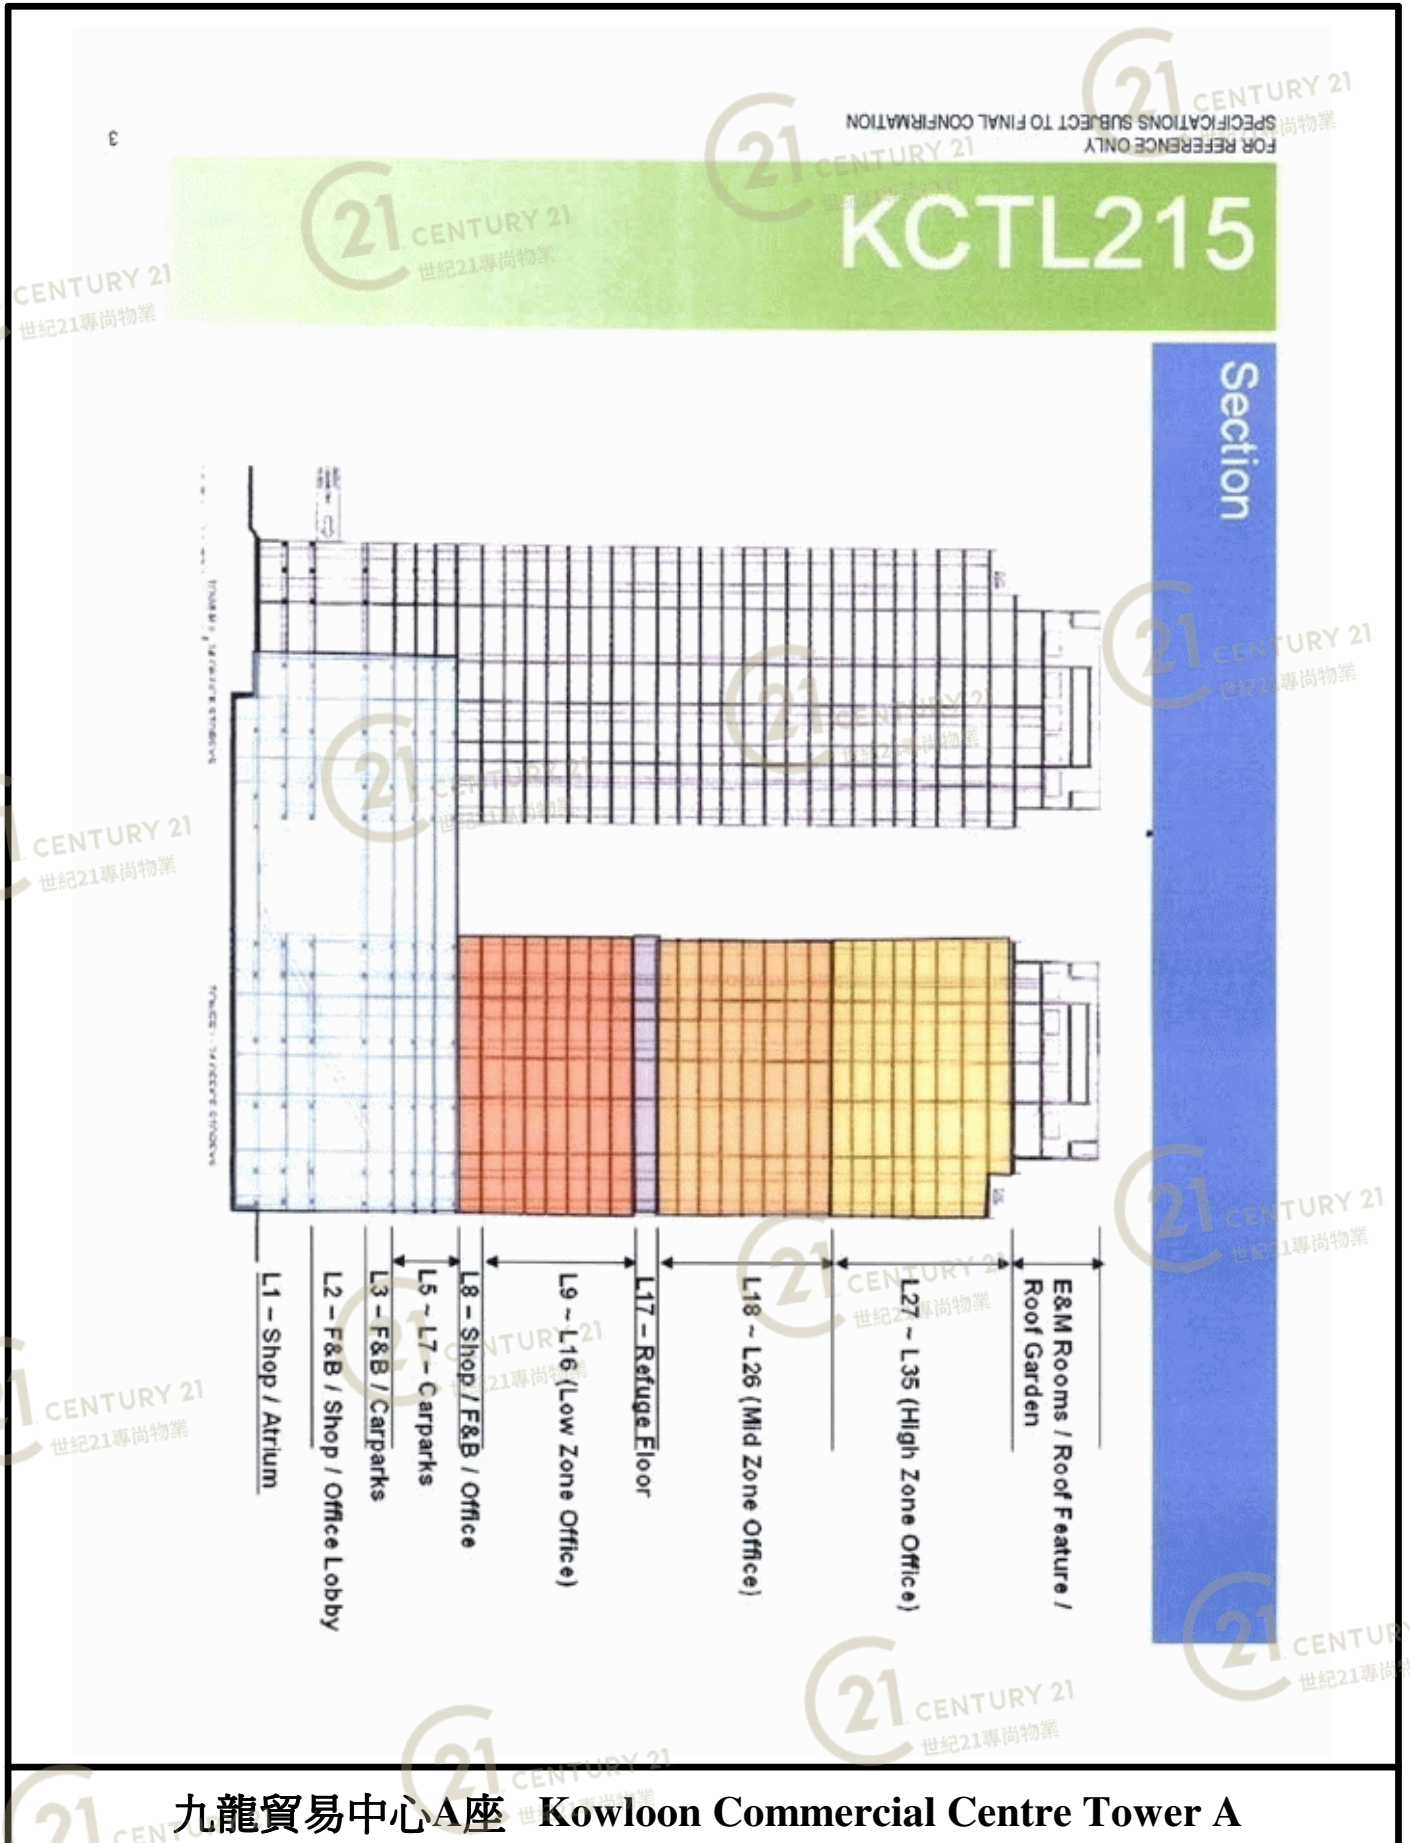 FOR REFERENCE ONLY
SPECIFICATIONS SUBJECT TO FINAL CONFIRMATION
3
KCTL215
Section
E&M Rooms / Roof Feature /
Roof Garden
L27 ~ L35 (High Zone Office)
L18 ~ L26 (Mid Zone Office)
L17 – Refuge Floor
L9 ~ L16 (Low Zone Office)
L8 – Shop / F&B / Office
L5 ~ L7 – Carparks
L3 – F&B / Carparks
L2 – F&B / Shop / Office Lobby
L1 – Shop / Atrium
九龍貿易中心A座 Kowloon Commercial Centre Tower A
21 CENTURY 21
世紀21專尚物業